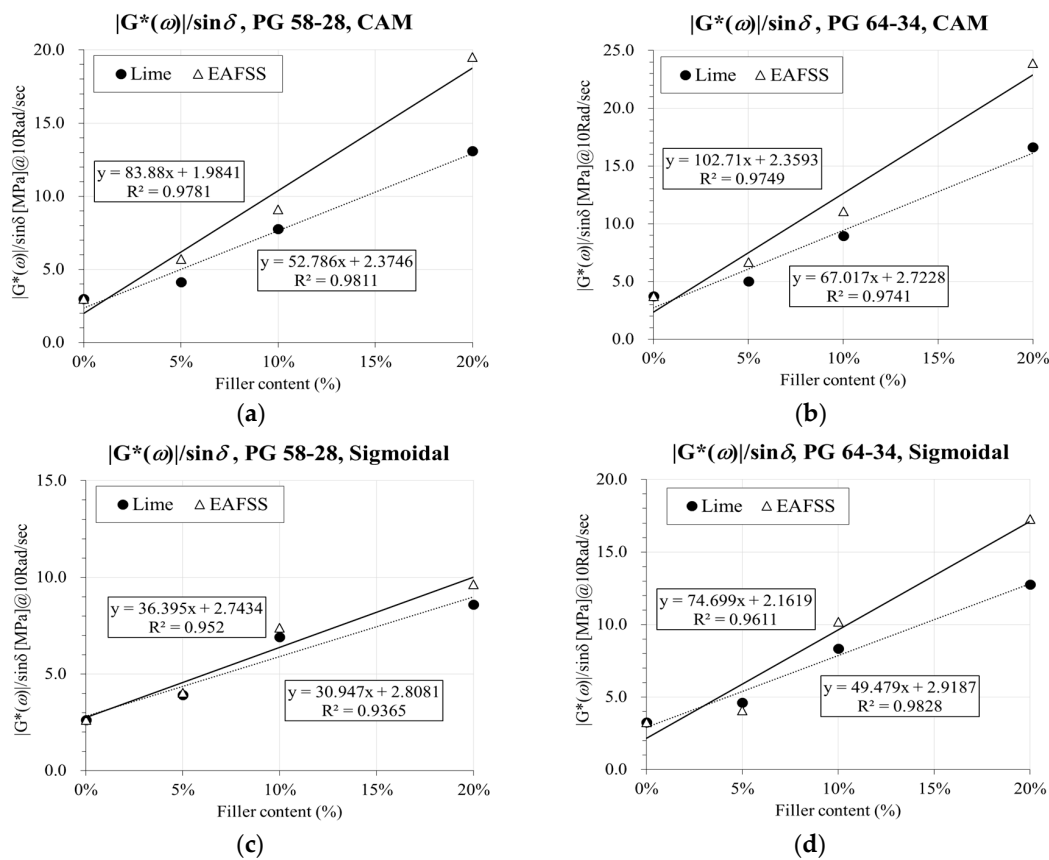 |G*(ω)|/sinδ , PG 58-28, CAM
|G*(ω)|/sinδ [MPa]@10Rad/sec
20.0
15.0
10.0
5.0
0.0
Lime EAFSS
y = 83.88x + 1.9841
R² = 0.9781
y = 52.786x + 2.3746
R² = 0.9811
0% 5% 10% 15% 20%
Filler content (%)
(a)
|G*(ω)|/sinδ , PG 64-34, CAM
|G*(ω)|/sinδ [MPa]@10Rad/sec
25.0
20.0
15.0
10.0
5.0
0.0
Lime EAFSS
y = 102.71x + 2.3593
R² = 0.9749
y = 67.017x + 2.7228
R² = 0.9741
0% 5% 10% 15% 20%
Filler content (%)
(b)
|G*(ω)|/sinδ , PG 58-28, Sigmoidal
|G*(ω)|/sinδ [MPa]@10Rad/sec
15.0
10.0
5.0
0.0
Lime EAFSS
y = 36.395x + 2.7434
R² = 0.952
y = 30.947x + 2.8081
R² = 0.9365
0% 5% 10% 15% 20%
Filler content (%)
(c)
|G*(ω)|/sinδ, PG 64-34, Sigmoidal
|G*(ω)|/sinδ [MPa]@10Rad/sec
20.0
15.0
10.0
5.0
0.0
Lime EAFSS
y = 74.699x + 2.1619
R² = 0.9611
y = 49.479x + 2.9187
R² = 0.9828
0% 5% 10% 15% 20%
Filler content (%)
(d)